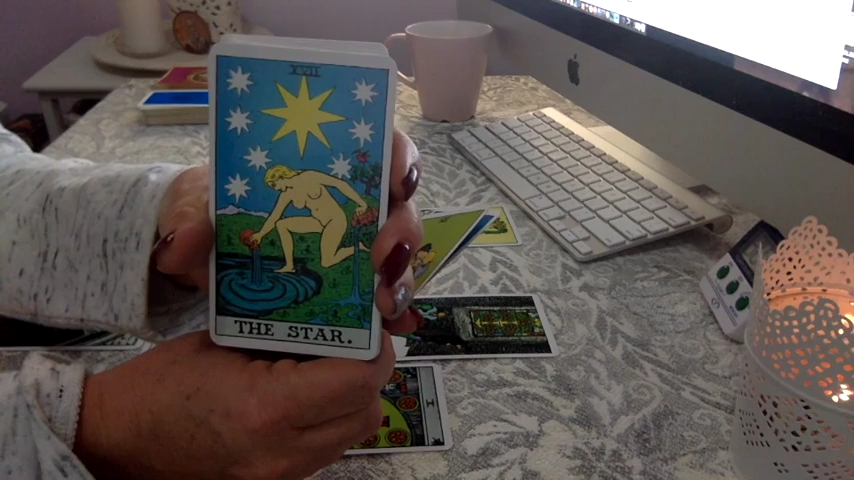 XVII
THE STAR.
X